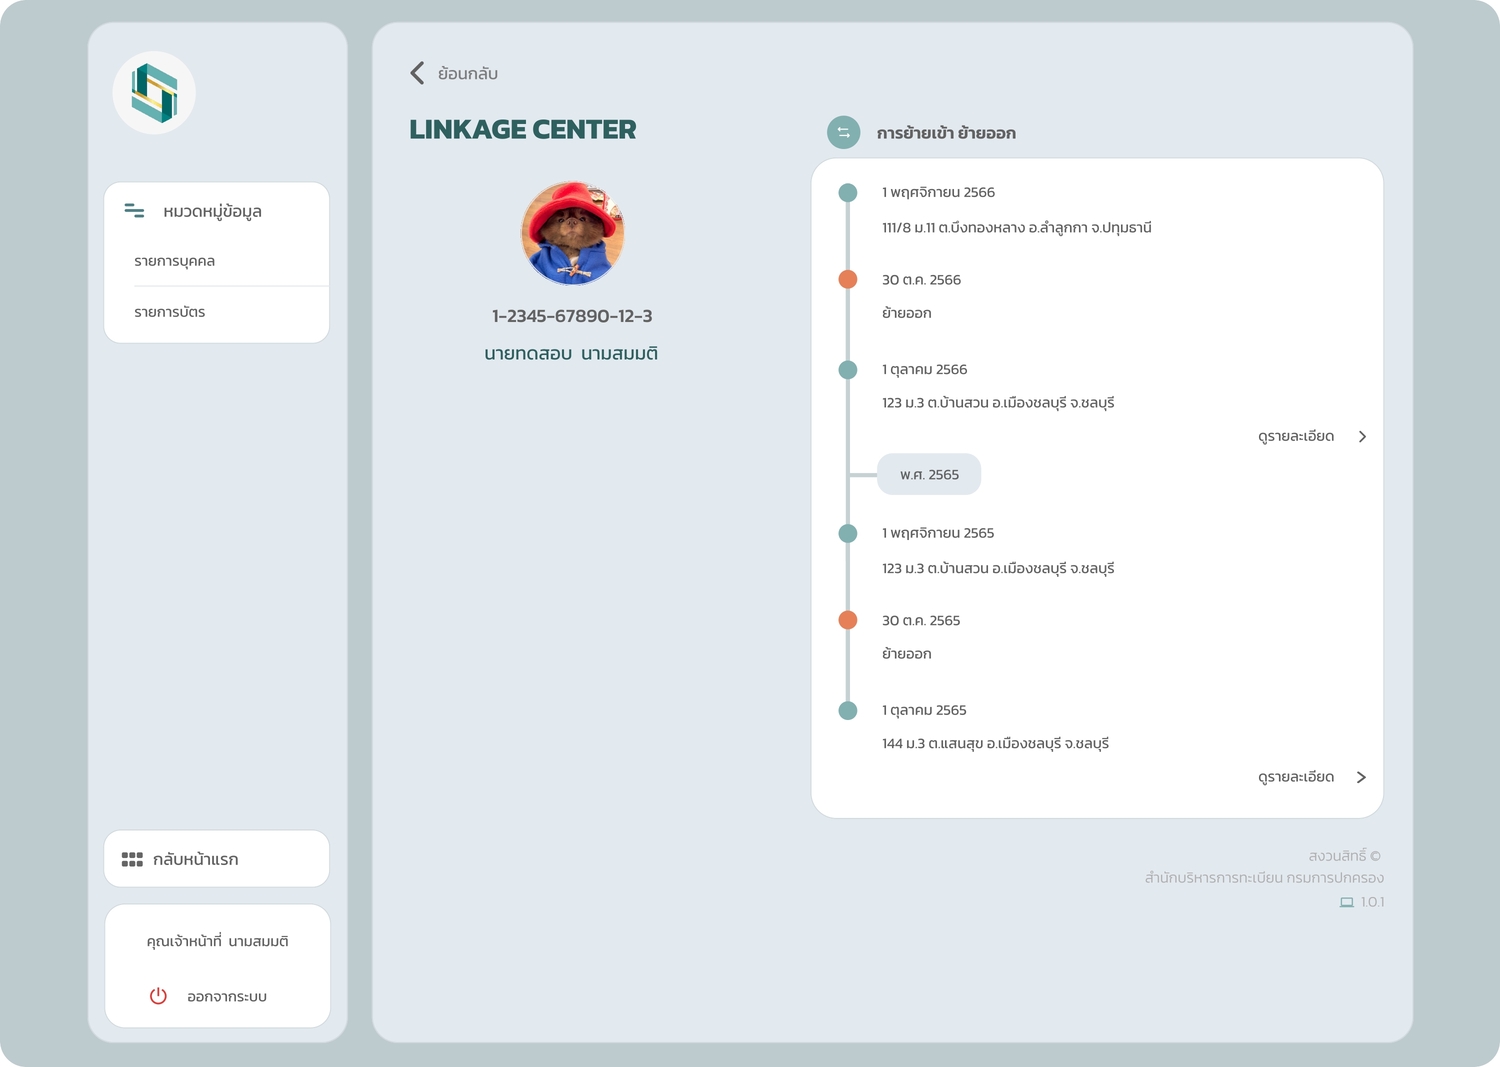 ย้อนกลับ
LINKAGE CENTER
หมวดหมู่ข้อมูล
รายการบุคคล
รายการบัตร
1-2345-67890-12-3
นายทดสอบ นามสมมติ
การย้ายเข้า ย้ายออก
1 พฤศจิกายน 2566
111/8 ม.11 ต.บึงทองหลาง อ.ลำลูกกา จ.ปทุมธานี
30 ต.ค. 2566
ย้ายออก
1 ตุลาคม 2566
123 ม.3 ต.บ้านสวน อ.เมืองชลบุรี จ.ชลบุรี
ดูรายละเอียด
พ.ศ. 2565
1 พฤศจิกายน 2565
123 ม.3 ต.บ้านสวน อ.เมืองชลบุรี จ.ชลบุรี
30 ต.ค. 2565
ย้ายออก
1 ตุลาคม 2565
144 ม.3 ต.แสนสุข อ.เมืองชลบุรี จ.ชลบุรี
ดูรายละเอียด
กลับหน้าแรก
คุณเจ้าหน้าที่ นามสมมติ
ออกจากระบบ
สงวนสิทธิ์ ©
สำนักบริหารการทะเบียน กรมการปกครอง
1.0.1